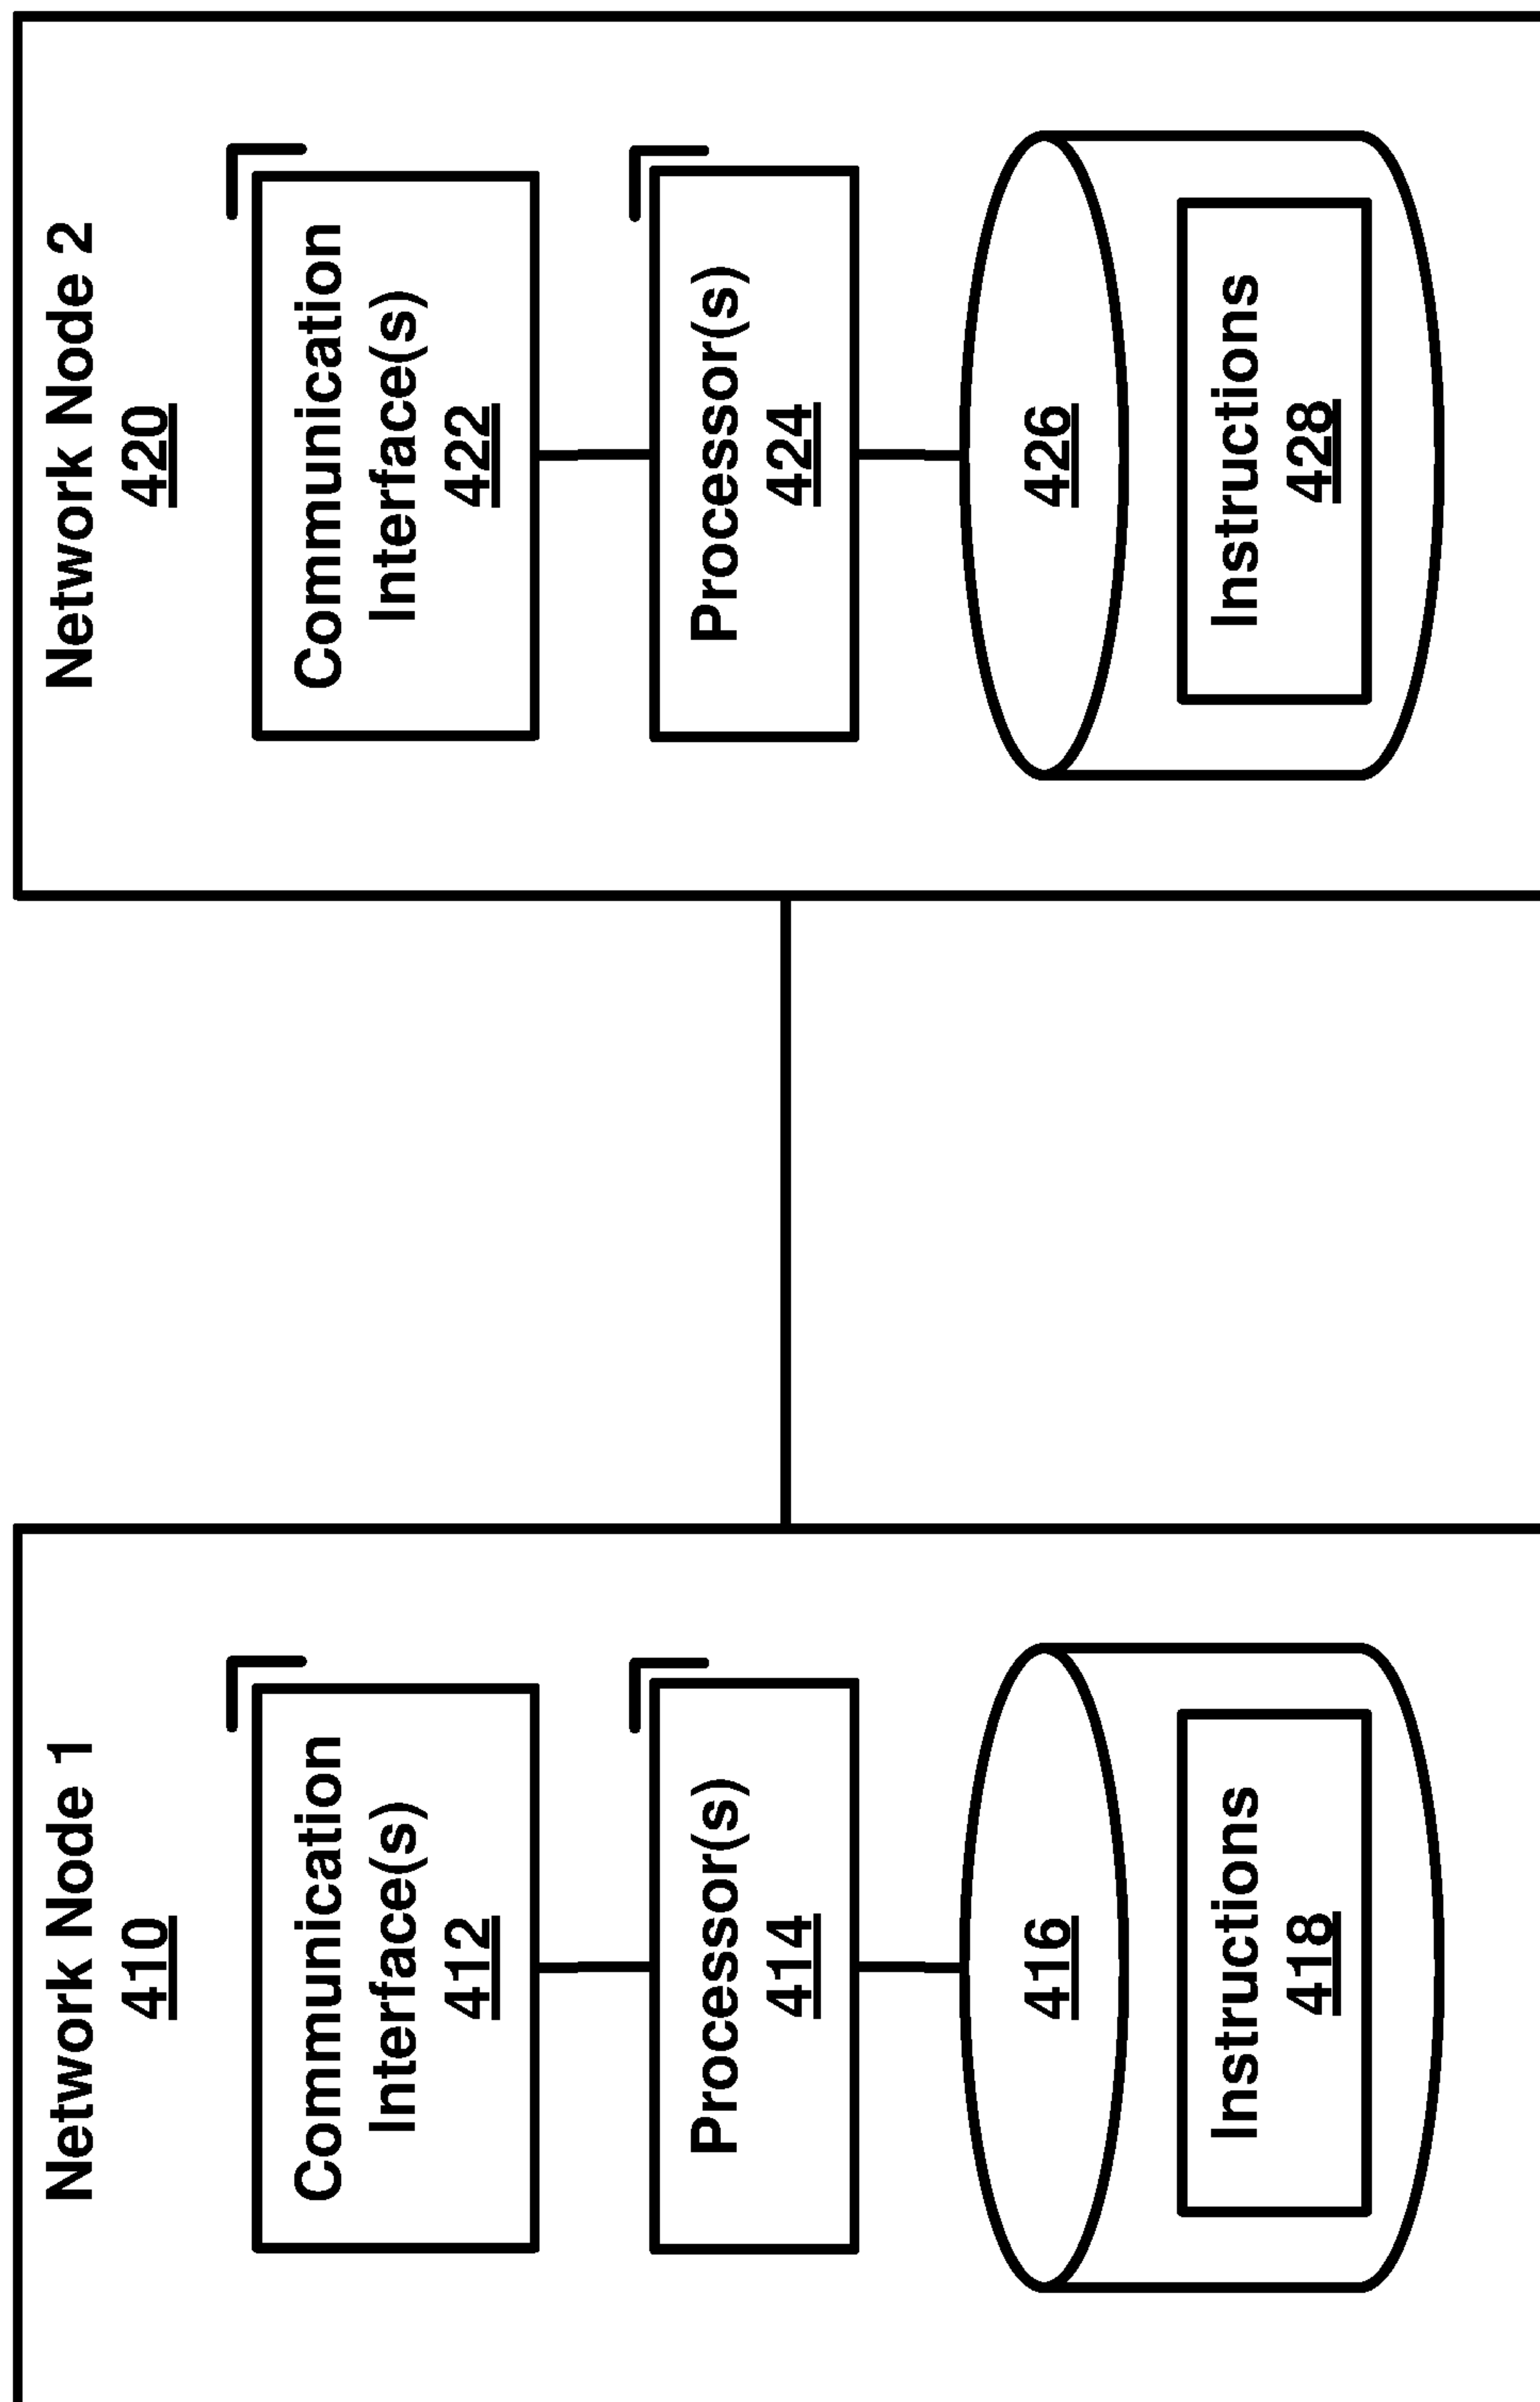 Network Node 1
410
Communication
Interface(s)
412
Processor(s)
414
416
Instructions
418
Network Node 2
420
Communication
Interface(s)
422
Processor(s)
424
426
Instructions
428